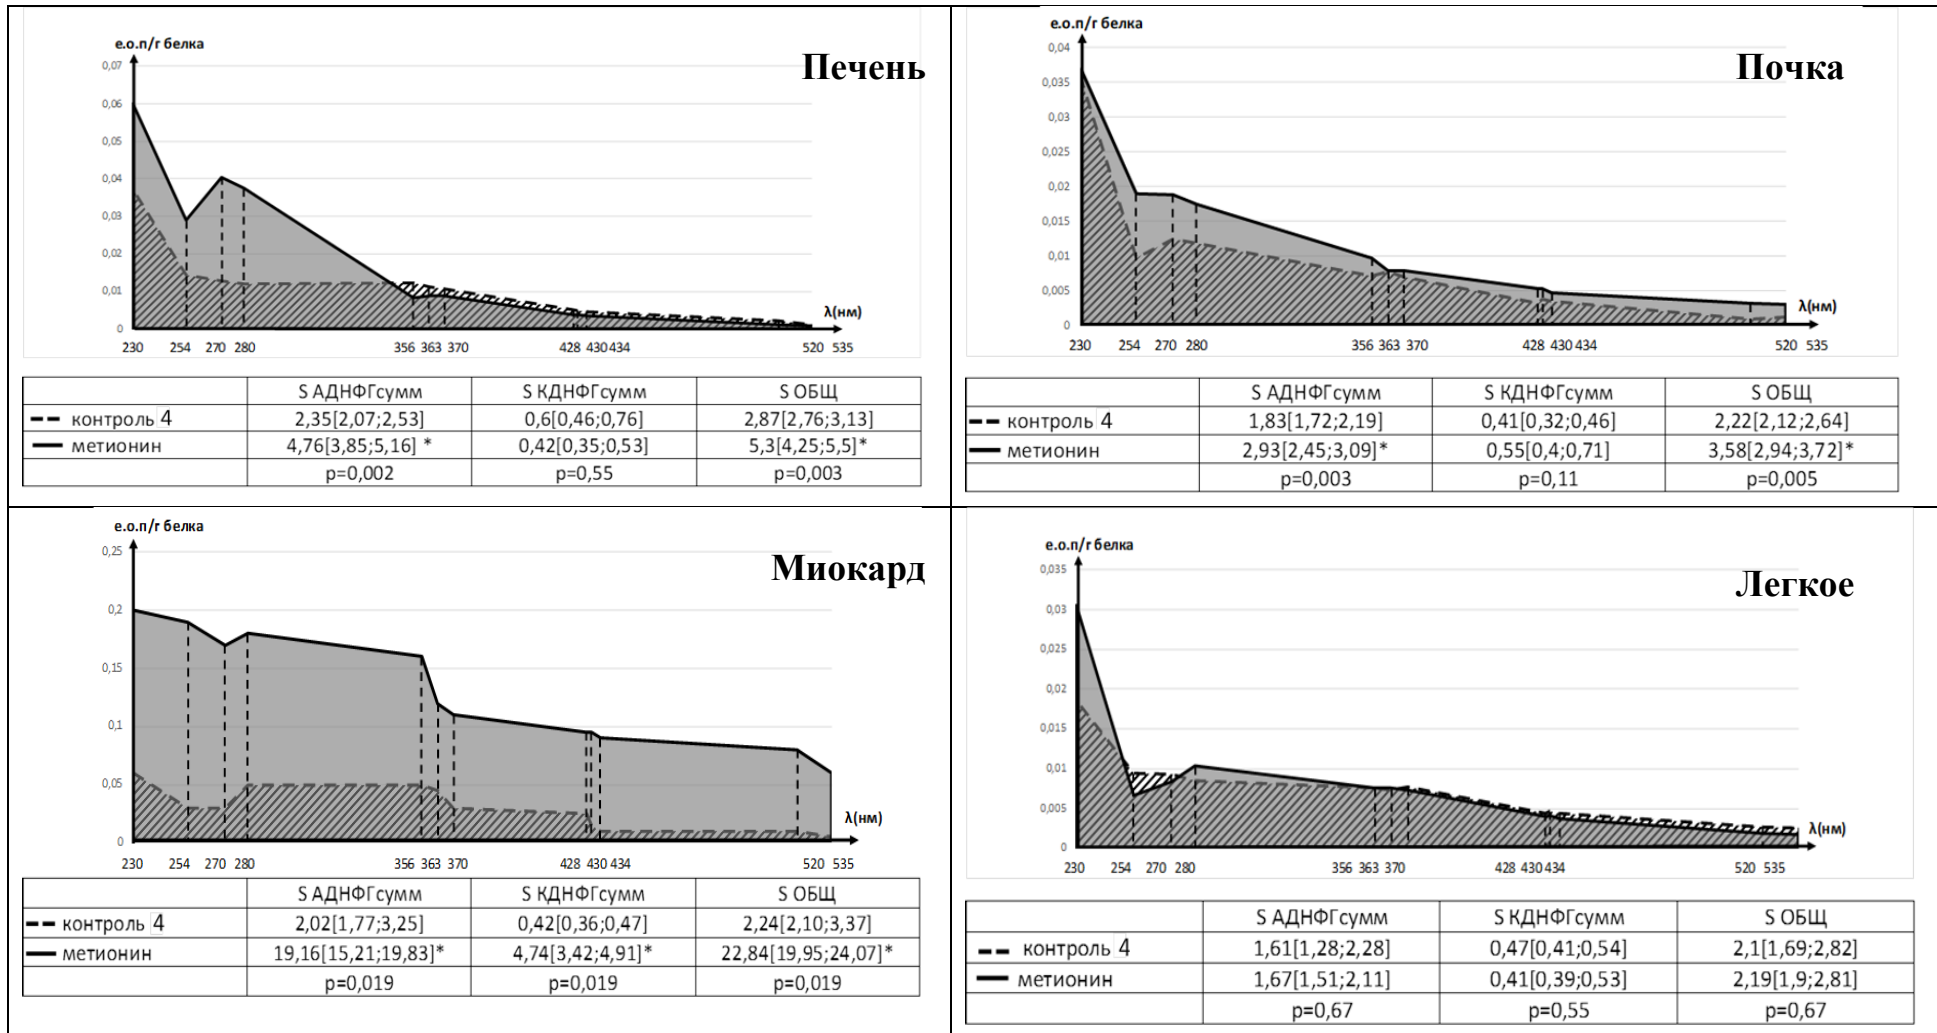 е.о.п/г белка
Печень
0,07
0,06
0,05
0,04
0,03
0,02
0,01
0
λ(нм)
230 254 270 280 356 363 370 428 430 434 520 535
S АДНФГсумм S КДНФГсумм S ОБЩ
контроль 4 2,35[2,07;2,53] 0,6[0,46;0,76] 2,87[2,76;3,13]
метионин 4,76[3,85;5,16] * 0,42[0,35;0,53] 5,3[4,25;5,5]*
p=0,002 p=0,55 p=0,003
е.о.п/г белка
Почка
0,04
0,035
0,03
0,025
0,02
0,015
0,01
0,005
0
λ(нм)
230 254 270 280 356 363 370 428 430 434 520 535
S АДНФГсумм S КДНФГсумм S ОБЩ
контроль 4 1,83[1,72;2,19] 0,41[0,32;0,46] 2,22[2,12;2,64]
метионин 2,93[2,45;3,09]* 0,55[0,4;0,71] 3,58[2,94;3,72]*
p=0,003 p=0,11 p=0,005
е.о.п/г белка
Миокард
0,25
0,2
0,15
0,1
0,05
0
λ(нм)
230 254 270 280 356 363 370 428 430 434 520 535
S АДНФГсумм S КДНФГсумм S ОБЩ
контроль 4 2,02[1,77;3,25] 0,42[0,36;0,47] 2,24[2,10;3,37]
метионин 19,16[15,21;19,83]* 4,74[3,42;4,91]* 22,84[19,95;24,07]*
p=0,019 p=0,019 p=0,019
е.о.п/г белка
Легкое
0,035
0,03
0,025
0,02
0,015
0,01
0,005
0
λ(нм)
230 254 270 280 356 363 370 428 430 434 520 535
S АДНФГсумм S КДНФГсумм S ОБЩ
контроль 4 1,61[1,28;2,28] 0,47[0,41;0,54] 2,1[1,69;2,82]
метионин 1,67[1,51;2,11] 0,41[0,39;0,53] 2,19[1,9;2,81]
p=0,67 p=0,55 p=0,67